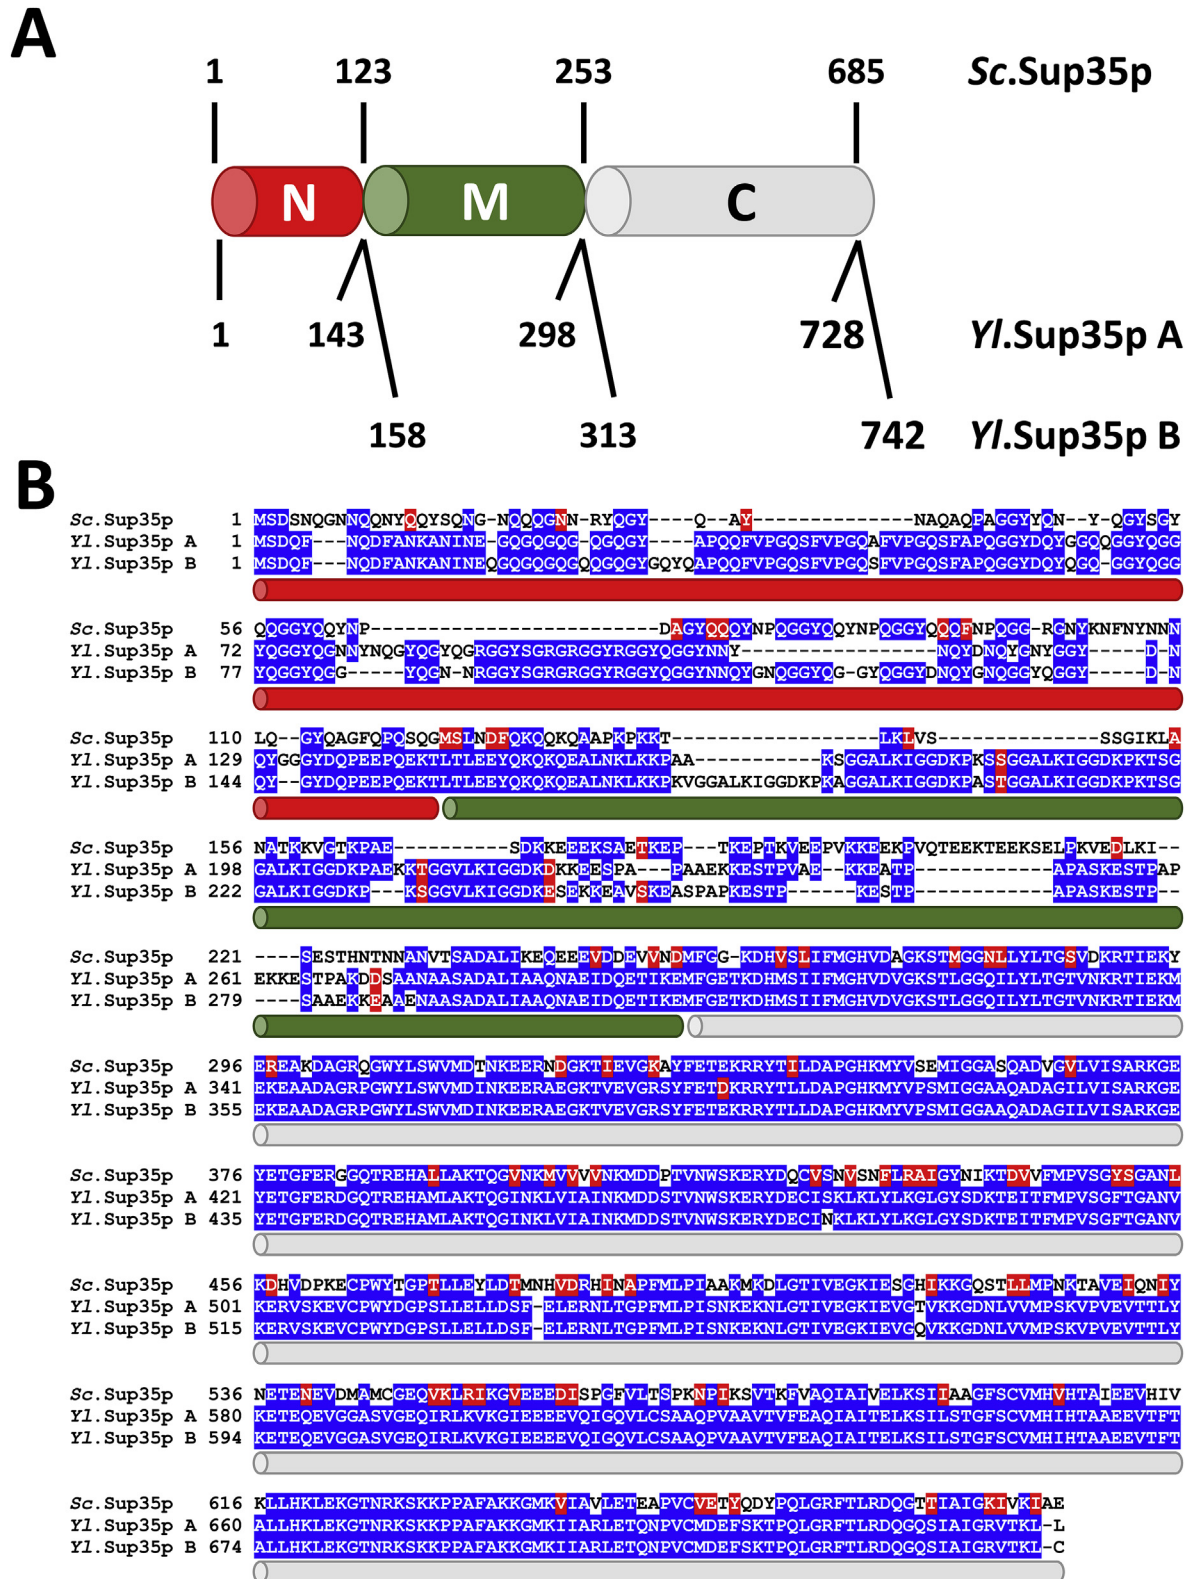 A
1 123 253 685 Sc.Sup35p
N M C
1 143 298 728 Yl.Sup35p A
158 313 742 Yl.Sup35p B
B
Sc.Sup35p 1 MSDSNQGNNQQNYQQYSQNG-NQQQGNN-RYQGY----Q--AY--------------NAQAQPAGGYYQN--Y-QGYSGY
Yl.Sup35p A 1 MSDQF---NQDFANKANINE-GQGQGQG-QGQGY----APQQFVPGQSFVPGQAFVPGQSFAPQGGYDQYGGQQGGYQGG
Yl.Sup35p B 1 MSDQF---NQDFANKANINFQGQGQGQGQQGQGYGQYQAPQQFVPGQSFVPGQSFVPGQSFAPQGGYDQYGQQ-GGYQGG
Sc.Sup35p 56 QQGGYQQYNP-------------------------DAGYQQQYNPQGGYQQYNPQGGYQQQFNPQGG-RGNYKNFNYNNN
Yl.Sup35p A 72 YQGGYQGNNYNQGYQGYQGRGGYSGRGRGGYRGGYQGGYNNY-----------------NQYDNQYGNYGGY-----D-N
Yl.Sup35p B 77 YQGGYQGG-----YQGN-NRGGYSGRGRGGYRGGYQGGYNNQYGNQGGYQG-GYQGGYDNQYGNQGGYQGGY-----D-N
Sc.Sup35p 110 LQ--GYQAGFQPQSQGMSLNDFQKQQKQAAPKPKKT------------------LKLVS--------------SSGIKLA
Yl.Sup35p A 129 QYGGGYDQPEEPQEKTLTLEEYQKQKQEALNKLKKPAA-----------KSGGALKIGGDKPKSSGGALKIGGDKPKTSG
Yl.Sup35p B 144 QY--GYDQPEEPQEKTLTLEEYQKQKQEALNKLKKPKVGGALKIGGDKPKAGGALKIGGDKPASTGGALKIGGDKPKTSG
Sc.Sup35p 156 NATKKVGTKPAE----------SDKKEEEKSAETKEP---TKEPTKVEEPVKKEEKPVQTEEKTEEKSELPKVEDLKI--
Yl.Sup35p A 198 GALKIGGDKPAEKKTGGVLKIGGDKDKKEESPA--PAAEKKESTPVAE--KKEATP------------APASKESTPAP
Yl.Sup35p B 222 GALKIGGDKP---KSGGVLKIGGDKESEKKEAVSKEASPAPKESTP------KESTP------------APASKESTP--
Sc.Sup35p 221 ----SESTHNTNNANVTSADALIKEQEEEVDDEVVNDMFGG-KDHVSLIFMGHVDAGKSTMGGNLLYLTGSVDKRTIEKY
Yl.Sup35p A 261 EKKESTPAKDDSAANAASADALIAAQNAEIDQETIKEMFGETKDHMSIIFMGHVDVGKSTLGGQILYLTGTVNKRTIEKM
Yl.Sup35p B 279 ----SAAEKKEAAENAASADALIAAQNAEIDQETIKEMFGETKDHMSIIFMGHVDVGKSTLGGQILYLTGTVNKRTIEKM
Sc.Sup35p 296 EREAKDAGRQGWYLSWVMDTNKEERNDGKTIEVGKAYFETEKRRYTILDAPGHKMYVSEMIGGASQADVGVLVISARKGE
Yl.Sup35p A 341 EKEAADAGRPGWYLSWVMDINKEERAEGKTVEVGRSYFETDKRRYTLLDAPGHKMYVPSMIGGAAQADAGILVISARKGE
Yl.Sup35p B 355 EKEAADAGRPGWYLSWVMDINKEERAEGKTVEVGRSYFETEKRRYTLLDAPGHKMYVPSMIGGAAQADAGILVISARKGE
Sc.Sup35p 376 YETGFERGGQTREHALLAKTQGVNKMVVVVNKMDDPTVNWSKERYDQCVSNVSNFLRAIGYNIKTDVVFMPVSGYSGANL
Yl.Sup35p A 421 YETGFERDGQTREHAMLAKTQGINKLVIAINKMDDSTVNWSKERYDECISKLKLYLKGLGYSDKTEITFMPVSGFTGANV
Yl.Sup35p B 435 YETGFERDGQTREHAMLAKTQGINKLVIAINKMDDSTVNWSKERYDECINKLKLYLKGLGYSDKTEITFMPVSGFTGANV
Sc.Sup35p 456 KDHVDPKECPWYTGPTLLEYLDTMNHVDRHINAPFMLPIAAKMKDLGTIVEGKIESGHIKKGQSTLLMPNKTAVEIQNIY
Yl.Sup35p A 501 KERVSKEVCPWYDGPSLLELLDSF-ELERNLTGPFMLPISNKEKNLGTIVEGKIEVGTVKKGDNLVVMPSKVPVEVTTLY
Yl.Sup35p B 515 KERVSKEVCPWYDGPSLLELLDSF-ELERNLTGPFMLPISNKEKNLGTIVEGKIEVGQVKKGDNLVVMPSKVPVEVTTLY
Sc.Sup35p 536 NETENEVDMAMCGEQVKLRIKGVEEEDISPGFVLTSPKNPIKSVTKFVAQIAIVELKSIIAAGFSCVMHVHTAIEEVHIV
Yl.Sup35p A 580 KETEQEVGGASVGEQIRLKVKGIEEEEVQIGQVLCSAAQPVAAVTVFEAQIAITELKSILSTGFSCVMHIHTAAEEVTFT
Yl.Sup35p B 594 KETEQEVGGASVGEQIRLKVKGIEEEEVQIGQVLCSAAQPVAAVTVFEAQIAITELKSILSTGFSCVMHIHTAAEEVTFT
Sc.Sup35p 616 KLLHKLEKGTNRKSKKPPAFAKKGMKVIAVLETEAPVCVETYQDYPQLGRFTLRDQGTTIAIGKIVKIAE
Yl.Sup35p A 660 ALLHKLEKGTNRKSKKPPAFAKKGMKIIARLETQNPVCMDEFSKTPQLGRFTLRDQGQSIAIGRVTKL-L
Yl.Sup35p B 674 ALLHKLEKGTNRKSKKPPAFAKKGMKIIARLETQNPVCMDEFSKTPQLGRFTLRDQGQSIAIGRVTKL-C